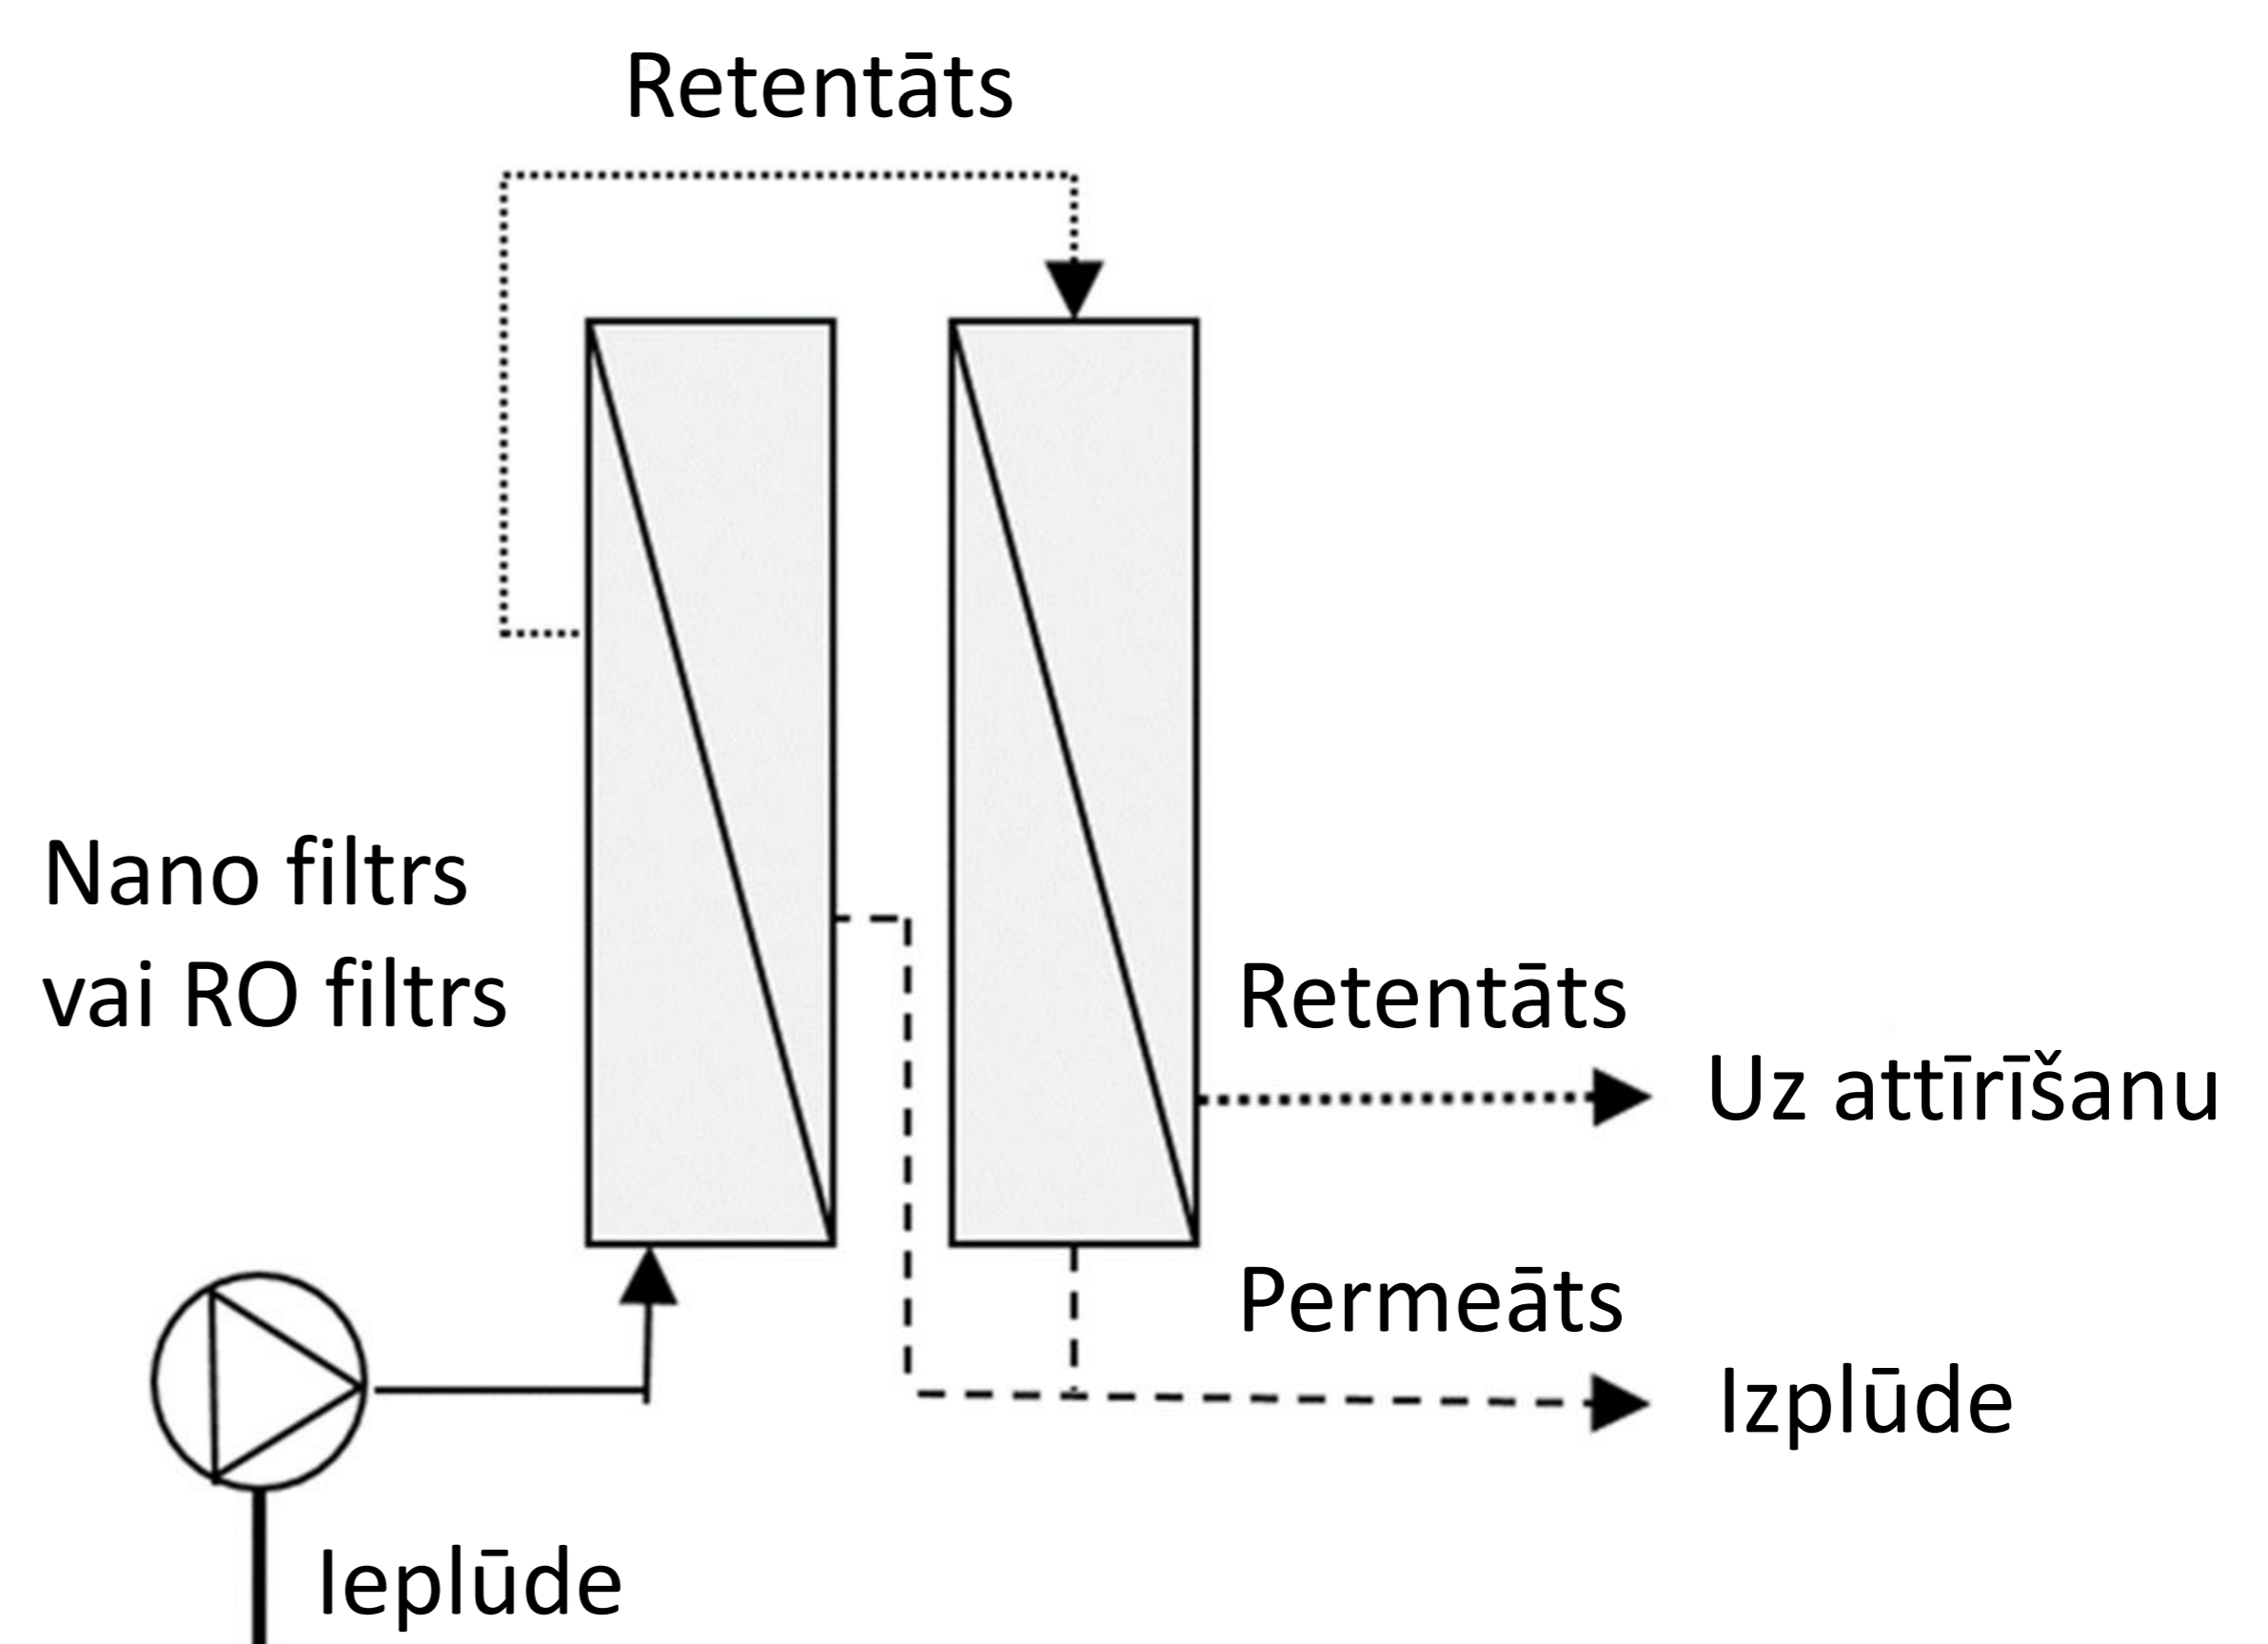 Retentāts
Nano filtrs
vai RO filtrs
Retentāts
Uz attīrīšanu
Permeāts
Izplūde
Ieplūde